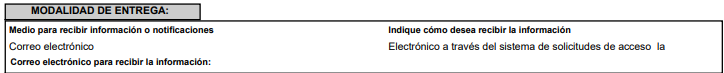 MODALIDAD DE ENTREGA:
Medio para recibir información o notificaciones
Indique cómo desea recibir la información
Correo electrónico
Electrónico a través del sistema de solicitudes de acceso la
Correo electrónico para recibir la información: